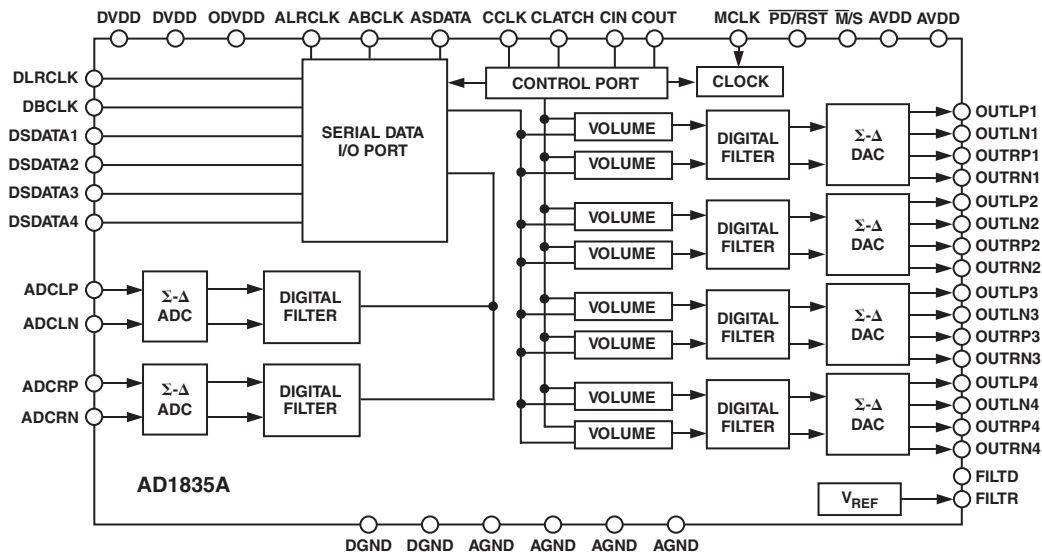 DVDD DVDD ODVDD ALRCLK ABCLK ASDATA CCLK CLATCH CIN COUT MCLK PD/RST M/S AVDD AVDD
DLRCLK
DBCLK
DSDATA1
DSDATA2
DSDATA3
DSDATA4
SERIAL DATA
I/O PORT
CONTROL PORT
CLOCK
VOLUME
VOLUME
DIGITAL
FILTER
Σ-Δ
DAC
OUTLP1
OUTLN1
OUTRP1
OUTRN1
VOLUME
VOLUME
DIGITAL
FILTER
Σ-Δ
DAC
OUTLP2
OUTLN2
OUTRP2
OUTRN2
ADCLP
ADCLN
Σ-Δ
ADC
DIGITAL
FILTER
VOLUME
VOLUME
DIGITAL
FILTER
Σ-Δ
DAC
OUTLP3
OUTLN3
OUTRP3
OUTRN3
ADCRP
ADCRN
Σ-Δ
ADC
DIGITAL
FILTER
VOLUME
VOLUME
DIGITAL
FILTER
Σ-Δ
DAC
OUTLP4
OUTLN4
OUTRP4
OUTRN4
AD1835A
VREF
FILTD
FILTR
DGND DGND AGND AGND AGND AGND